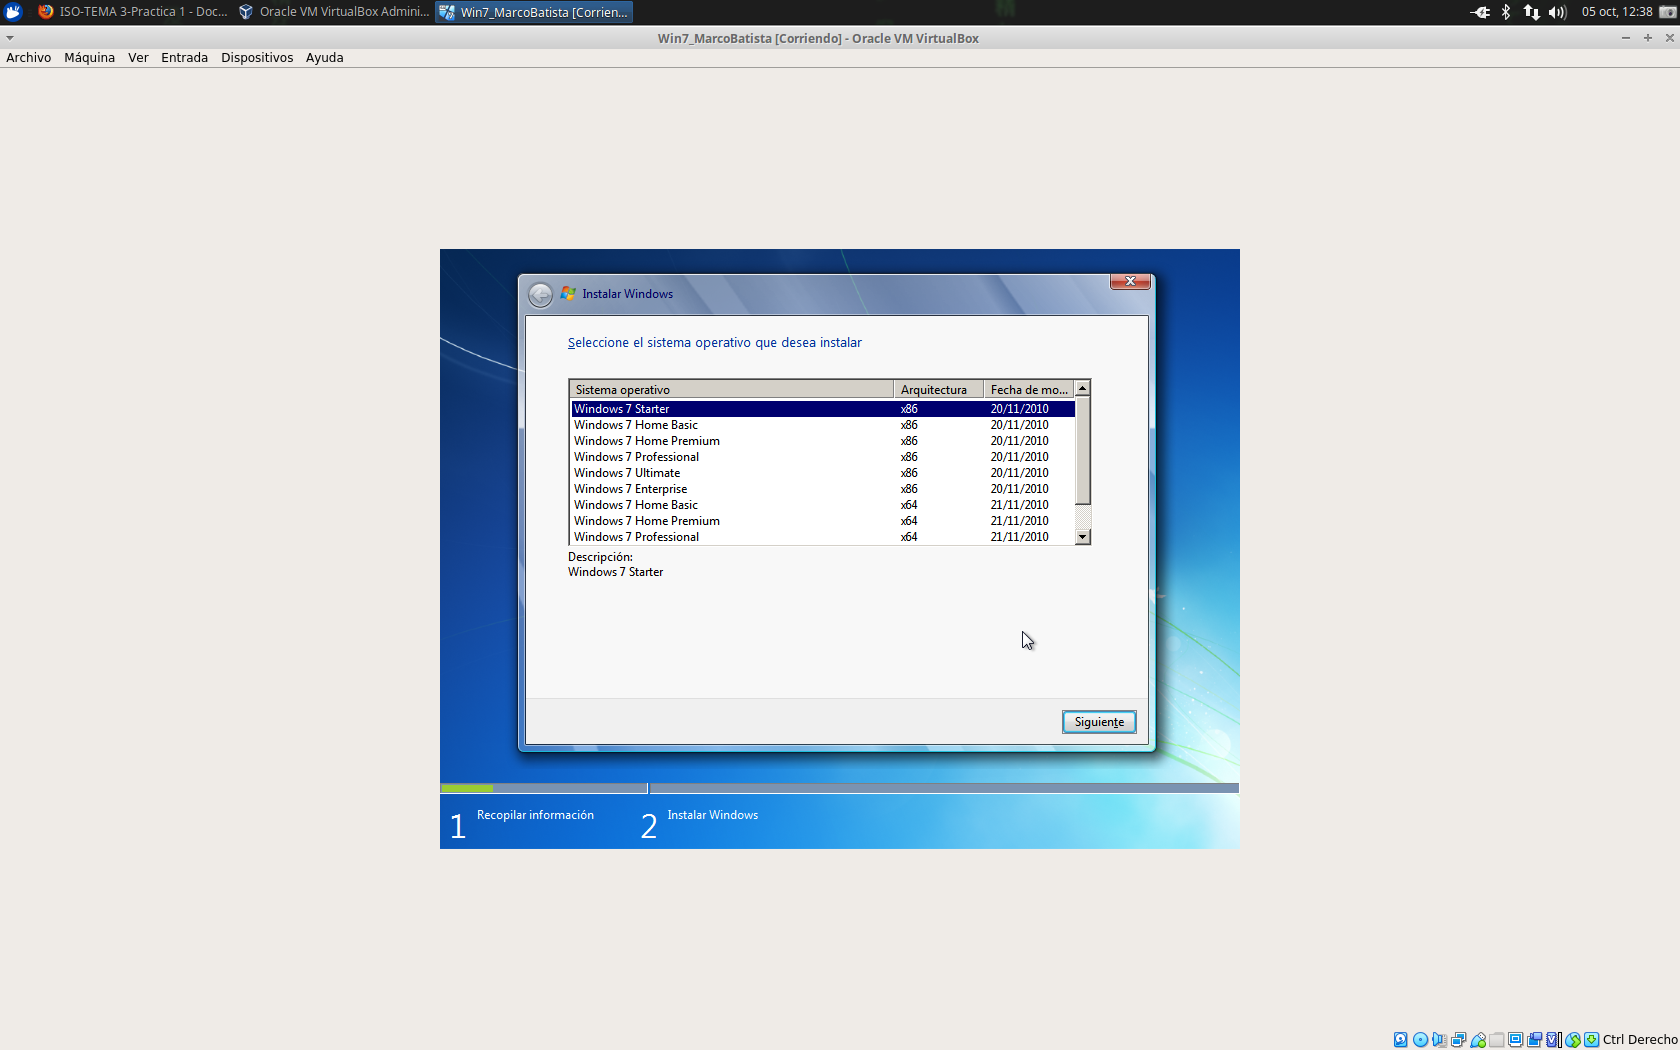 ISO-TEMA 3-Practica 1 - Doc... Oracle VM VirtualBox Admini... Win7_MarcoBatista [Corrien... 05 oct, 12:38
Win7_MarcoBatista [Corriendo] - Oracle VM VirtualBox
Archivo Máquina Ver Entrada Dispositivos Ayuda
Instalar Windows
Seleccione el sistema operativo que desea instalar
Sistema operativo Arquitectura Fecha de mo...
Windows 7 Starter x86 20/11/2010
Windows 7 Home Basic x86 20/11/2010
Windows 7 Home Premium x86 20/11/2010
Windows 7 Professional x86 20/11/2010
Windows 7 Ultimate x86 20/11/2010
Windows 7 Enterprise x86 20/11/2010
Windows 7 Home Basic x64 21/11/2010
Windows 7 Home Premium x64 21/11/2010
Windows 7 Professional x64 21/11/2010
Descripción:
Windows 7 Starter
Siguiente
1 Recopilar información 2 Instalar Windows
Ctrl Derecho